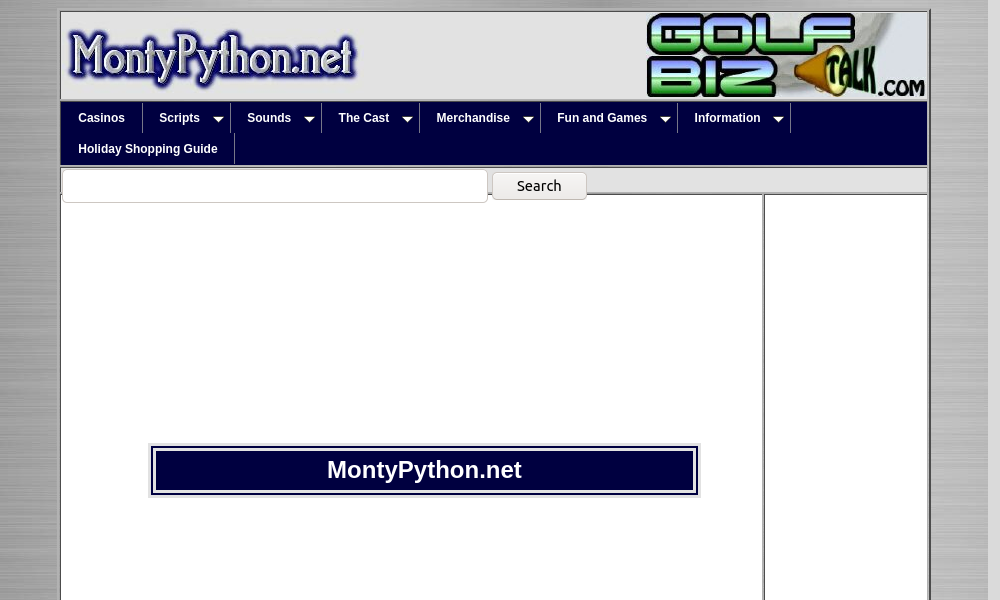 MontyPython.net
GOLF
BIZ TALK.com
Casinos Scripts Sounds The Cast Merchandise Fun and Games Information
Holiday Shopping Guide
Search
MontyPython.net